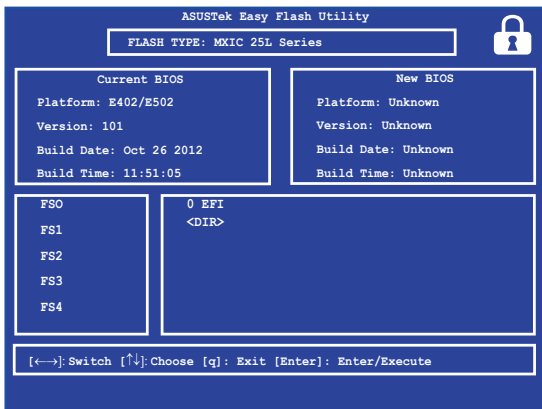 ASUSTek Easy Flash Utility
FLASH TYPE: MXIC 25L Series
Current BIOS
Platform: E402/E502
Version: 101
Build Date: Oct 26 2012
Build Time: 11:51:05
New BIOS
Platform: Unknown
Version: Unknown
Build Date: Unknown
Build Time: Unknown
FSO
FS1
FS2
FS3
FS4
0 EFI
<DIR>
[←→]: Switch [↑↓]: Choose [q]: Exit [Enter]: Enter/Execute